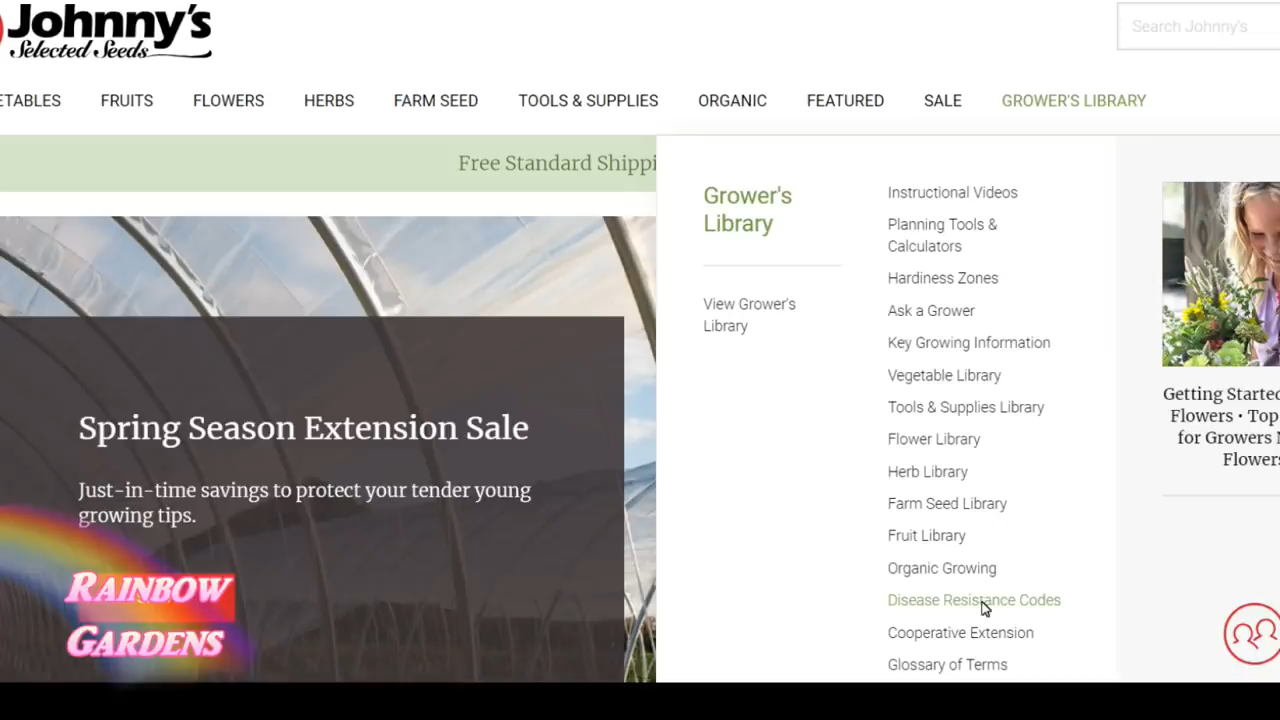 Johnny's
Selected Seeds
Search Johnny's
ETABLES FRUITS FLOWERS HERBS FARM SEED TOOLS & SUPPLIES ORGANIC FEATURED SALE GROWER'S LIBRARY
Free Standard Shippi
Grower's
Library
View Grower's
Library
Instructional Videos
Planning Tools &
Calculators
Hardiness Zones
Ask a Grower
Key Growing Information
Vegetable Library
Tools & Supplies Library
Flower Library
Herb Library
Farm Seed Library
Fruit Library
Organic Growing
Disease Resistance Codes
Cooperative Extension
Glossary of Terms
Getting Started
Flowers • Top
for Growers N
Flowers
Spring Season Extension Sale
Just-in-time savings to protect your tender young
growing tips.
RAINBOW
GARDENS